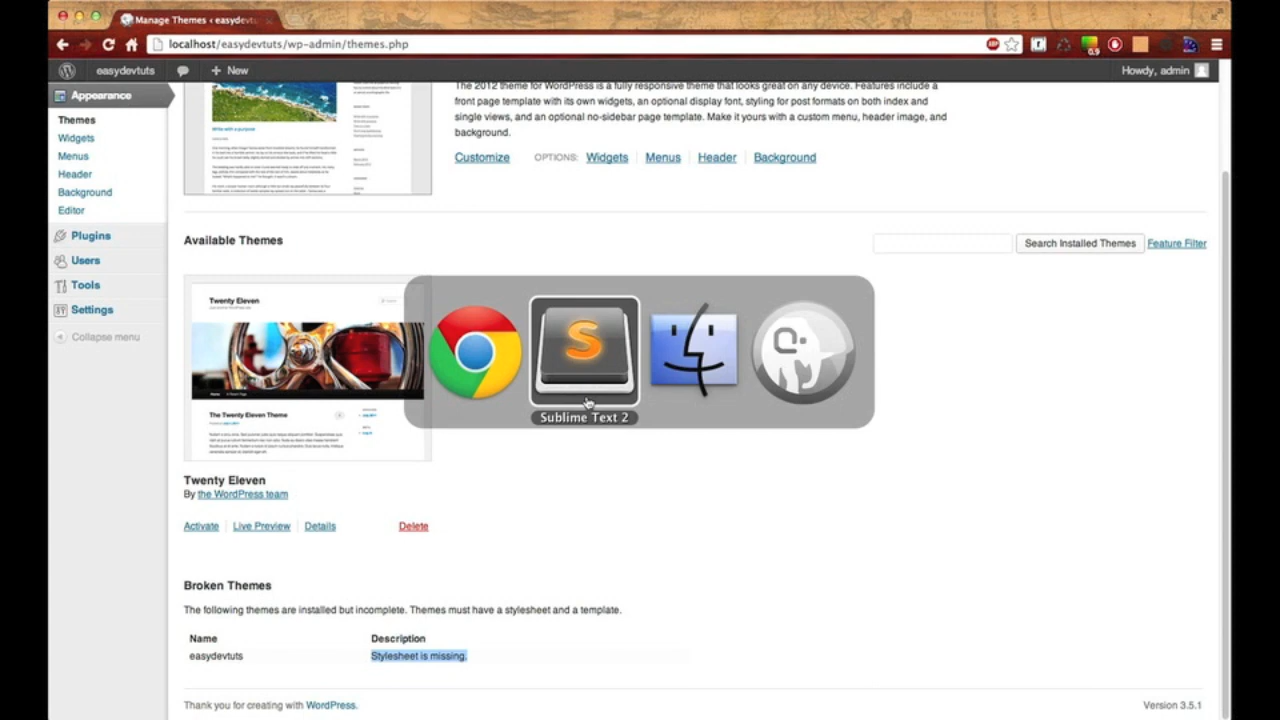 Manage Themes ‹ easydevtu
localhost/easydevtuts/wp-admin/themes.php
easydevtuts
+ New
Howdy, admin
Appearance
Themes
Widgets
Menus
Header
Background
Editor
Plugins
Users
Tools
Settings
Collapse menu
The 2012 theme for WordPress is a fully responsive theme that looks great on any device. Features include a
front page template with its own widgets, an optional display font, styling for post formats on both index and
single views, and an optional no-sidebar page template. Make it yours with a custom menu, header image, and
background.
Customize OPTIONS: Widgets Menus Header Background
Write with a purpose
Available Themes
Search Installed Themes
Feature Filter
Twenty Eleven
The Twenty Eleven Theme
Sublime Text 2
Twenty Eleven
By the WordPress team
Activate Live Preview Details Delete
Broken Themes
The following themes are installed but incomplete. Themes must have a stylesheet and a template.
Name Description
easydevtuts Stylesheet is missing.
Thank you for creating with WordPress.
Version 3.5.1